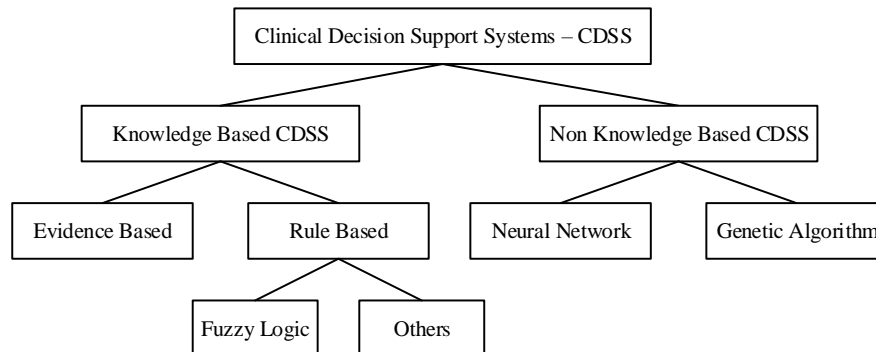 Clinical Decision Support Systems – CDSS
Knowledge Based CDSS
Non Knowledge Based CDSS
Evidence Based
Rule Based
Neural Network
Genetic Algorithm
Fuzzy Logic
Others